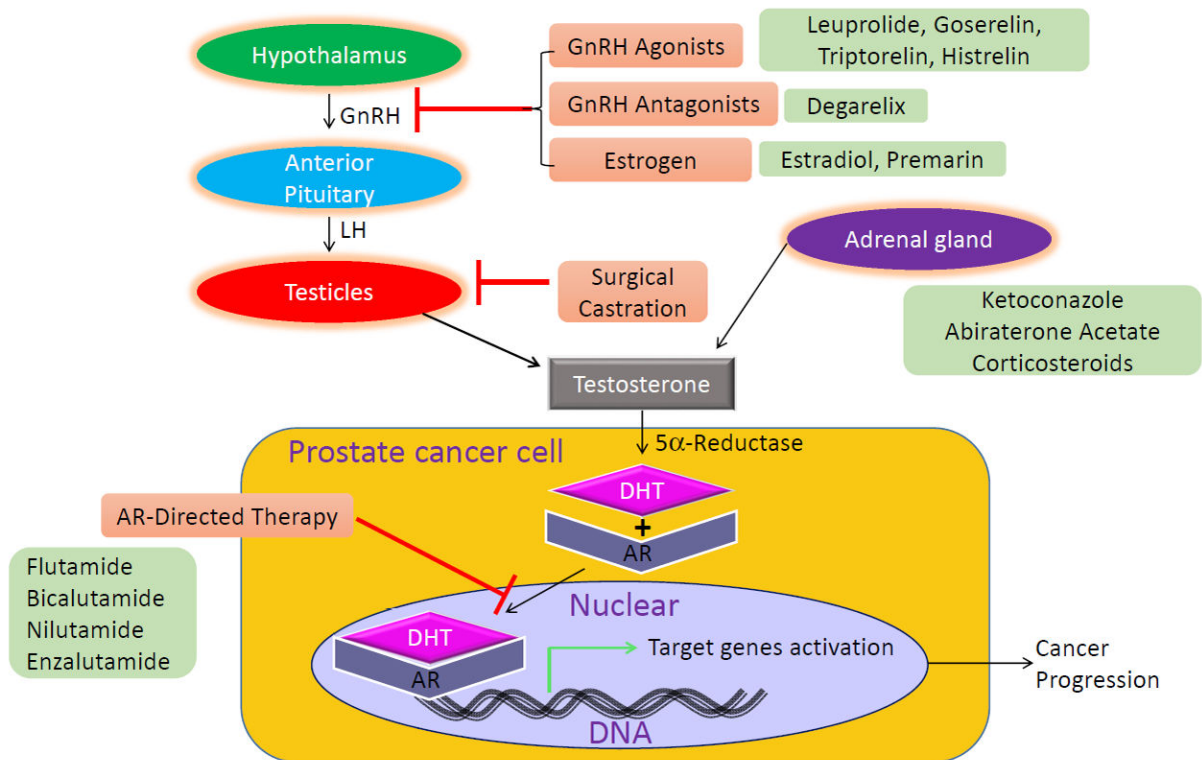 Hypothalamus
GnRH
Anterior
Pituitary
LH
Testicles
GnRH Agonists
Leuprolide, Goserelin,
Triptorelin, Histrelin
GnRH Antagonists
Degarelix
Estrogen
Estradiol, Premarin
Surgical
Castration
Adrenal gland
Ketoconazole
Abiraterone Acetate
Corticosteroids
Testosterone
5α-Reductase
Prostate cancer cell
DHT
+
AR
AR-Directed Therapy
Flutamide
Bicalutamide
Nilutamide
Enzalutamide
Nuclear
DHT
AR
Target genes activation
DNA
Cancer
Progression